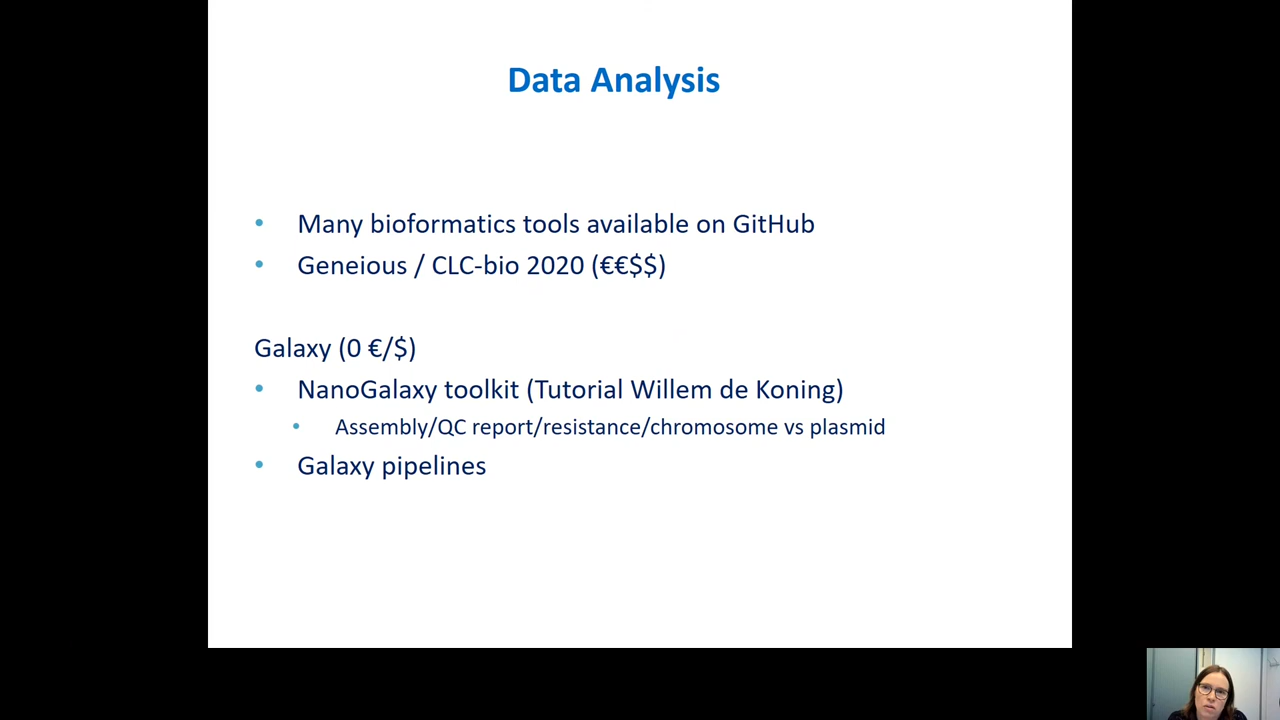 Data Analysis
• Many bioformatics tools available on GitHub
• Geneious / CLC-bio 2020 (€€$$)
Galaxy (0 €/$)
• NanoGalaxy toolkit (Tutorial Willem de Koning)
• Assembly/QC report/resistance/chromosome vs plasmid
• Galaxy pipelines